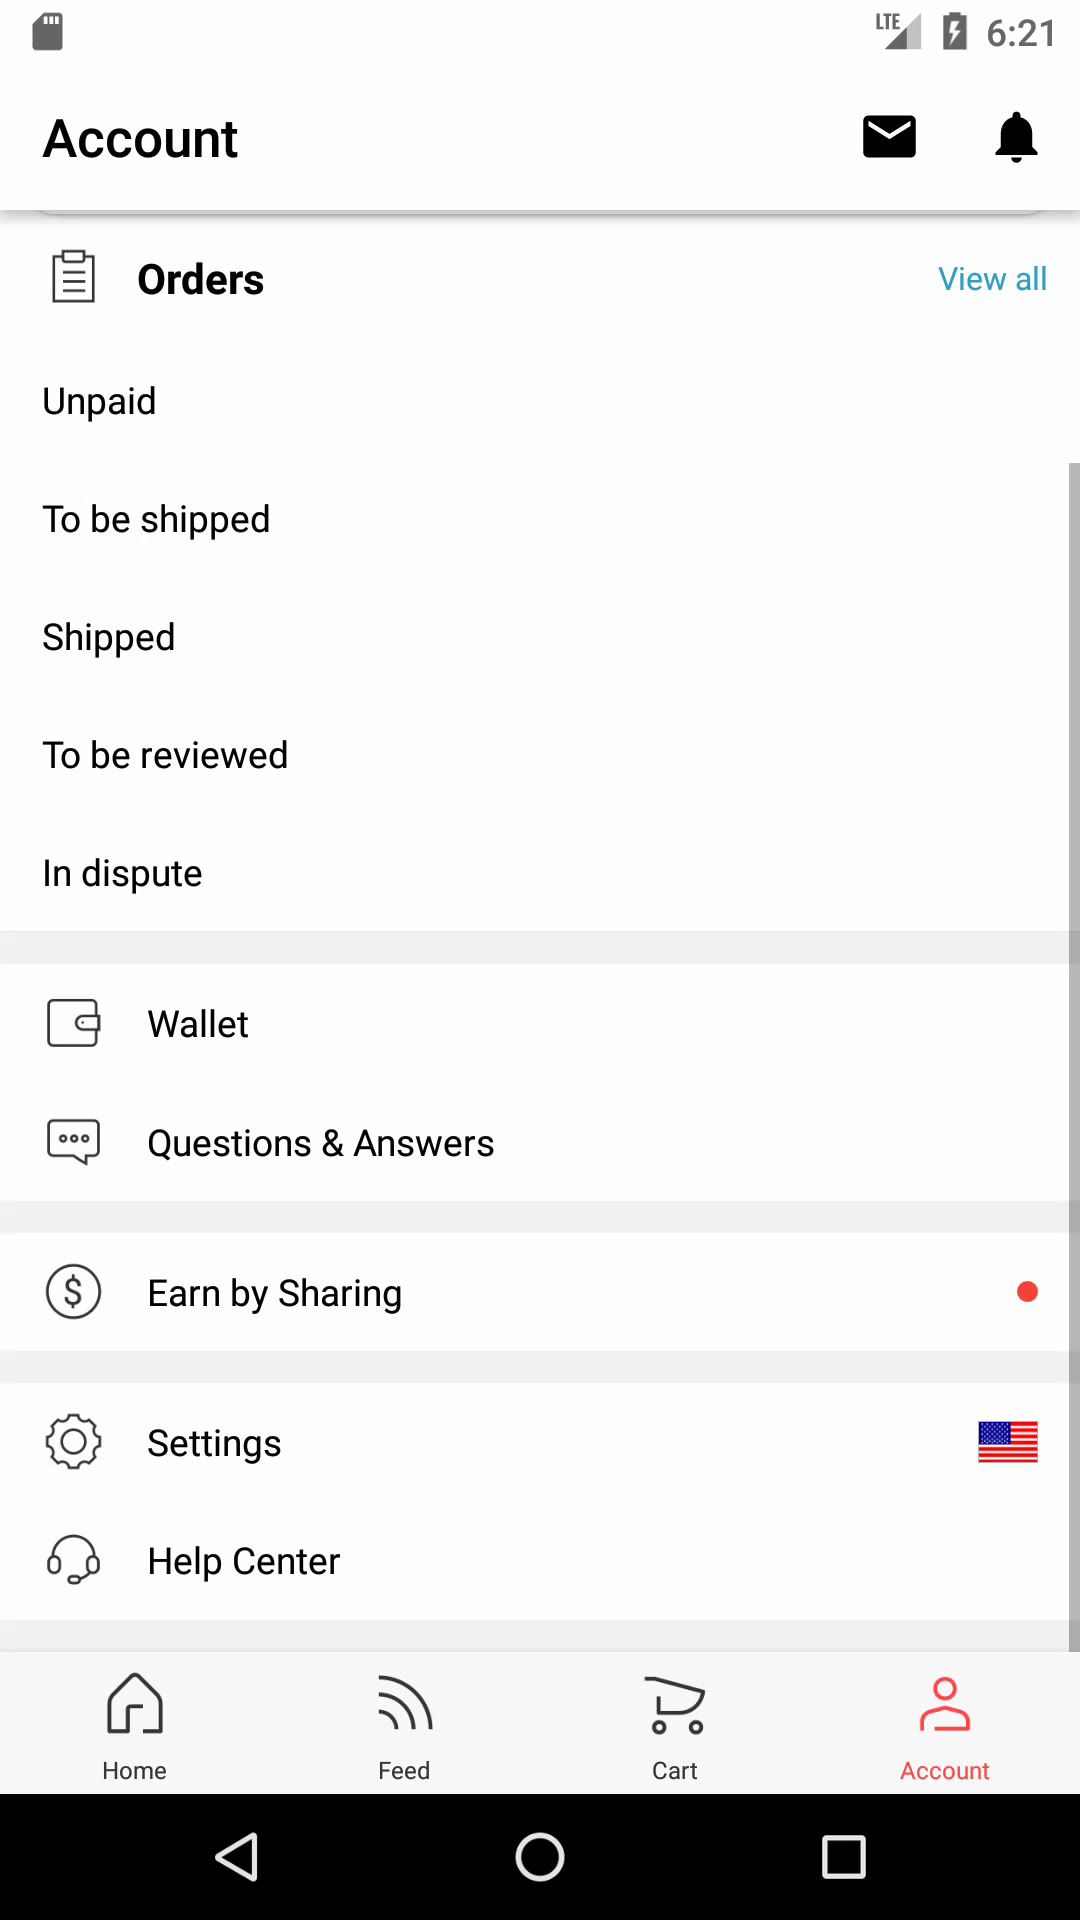 LTE 6:21
Account
Orders View all
Unpaid
To be shipped
Shipped
To be reviewed
In dispute
Wallet
Questions & Answers
Earn by Sharing
Settings
Help Center
Home Feed Cart Account